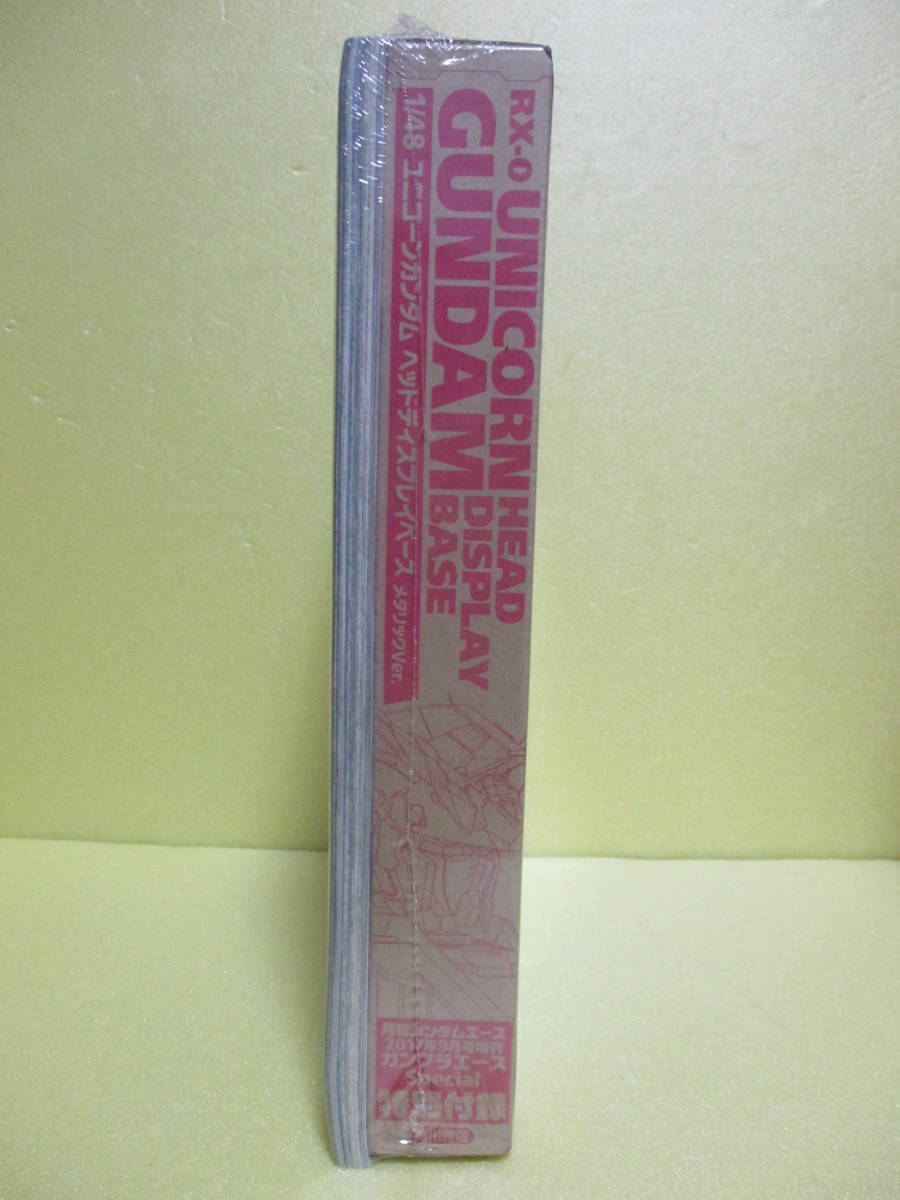 RX-0 UNICORN HEAD
GUNDAM DISPLAY
BASE
1/48 ユニコーンガンダム ヘッドディスプレイベース メタリックVer.
月刊ガンダムエース
2017年9月号増刊
ガンプラエース
Special
特型付録